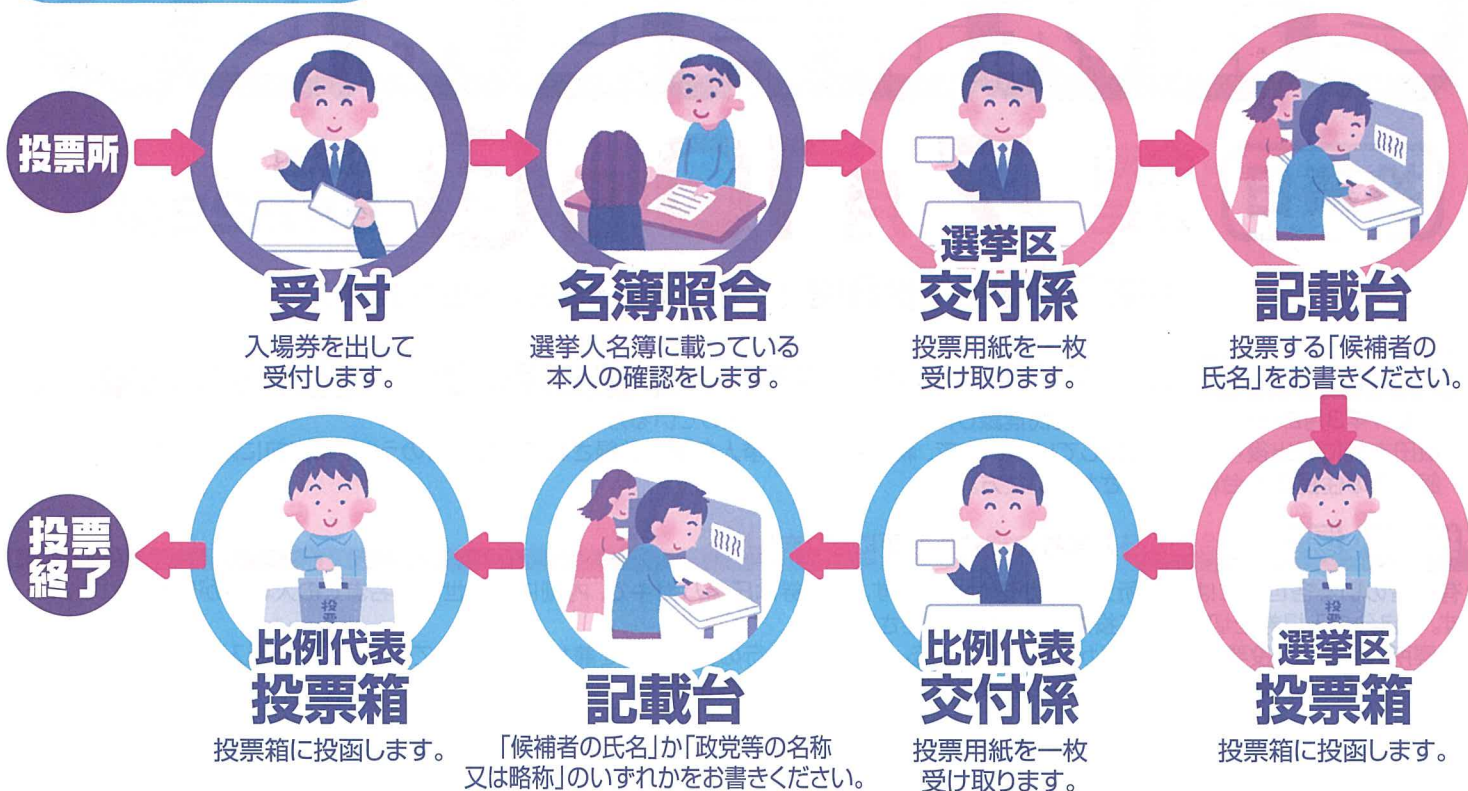 投票所
受付
入場券を出して
受付します。
名簿照合
選挙人名簿に載っている
本人の確認をします。
選挙区
交付係
投票用紙を一枚
受け取ります。
記載台
投票する「候補者の
氏名」をお書きください。
投票
選挙区
投票箱
投票箱に投函します。
比例代表
交付係
投票用紙を一枚
受け取ります。
記載台
「候補者の氏名」か「政党等の名称
又は略称」のいずれかをお書きください。
投票
比例代表
投票箱
投票箱に投函します。
投票
終了